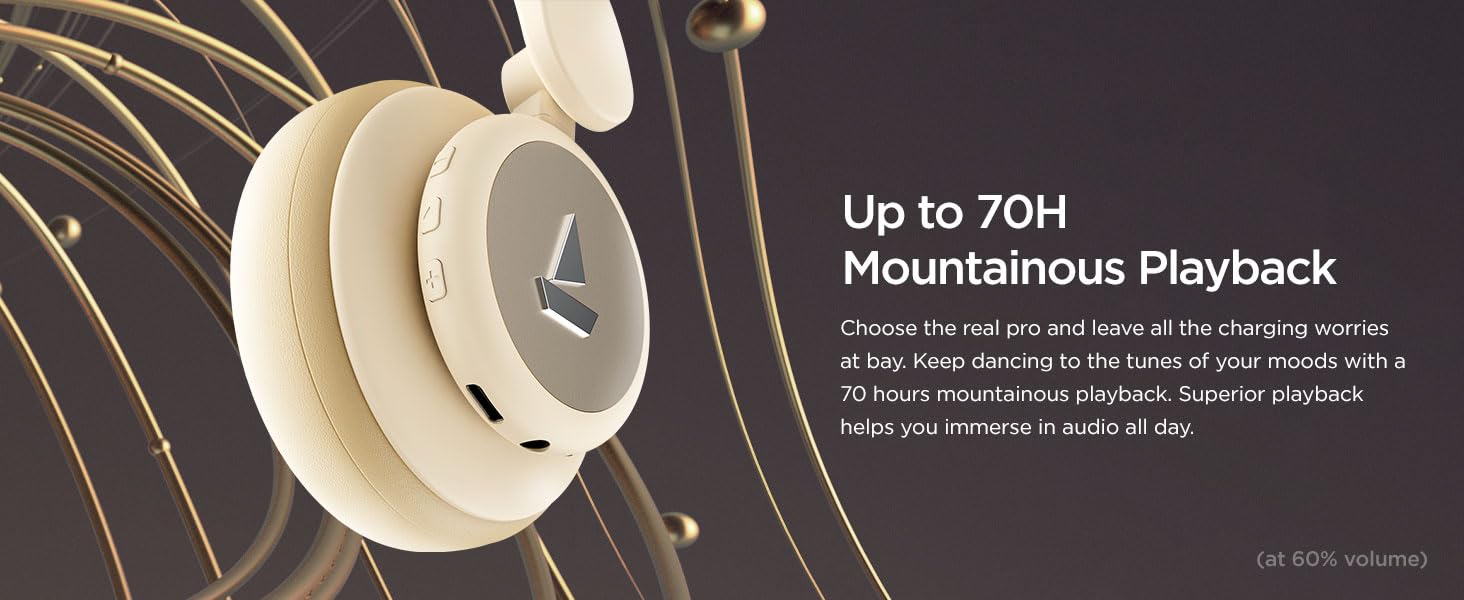 Up to 70H
Mountainous Playback
Choose the real pro and leave all the charging worries
at bay. Keep dancing to the tunes of your moods with a
70 hours mountainous playback. Superior playback
helps you immerse in audio all day.
(at 60% volume)